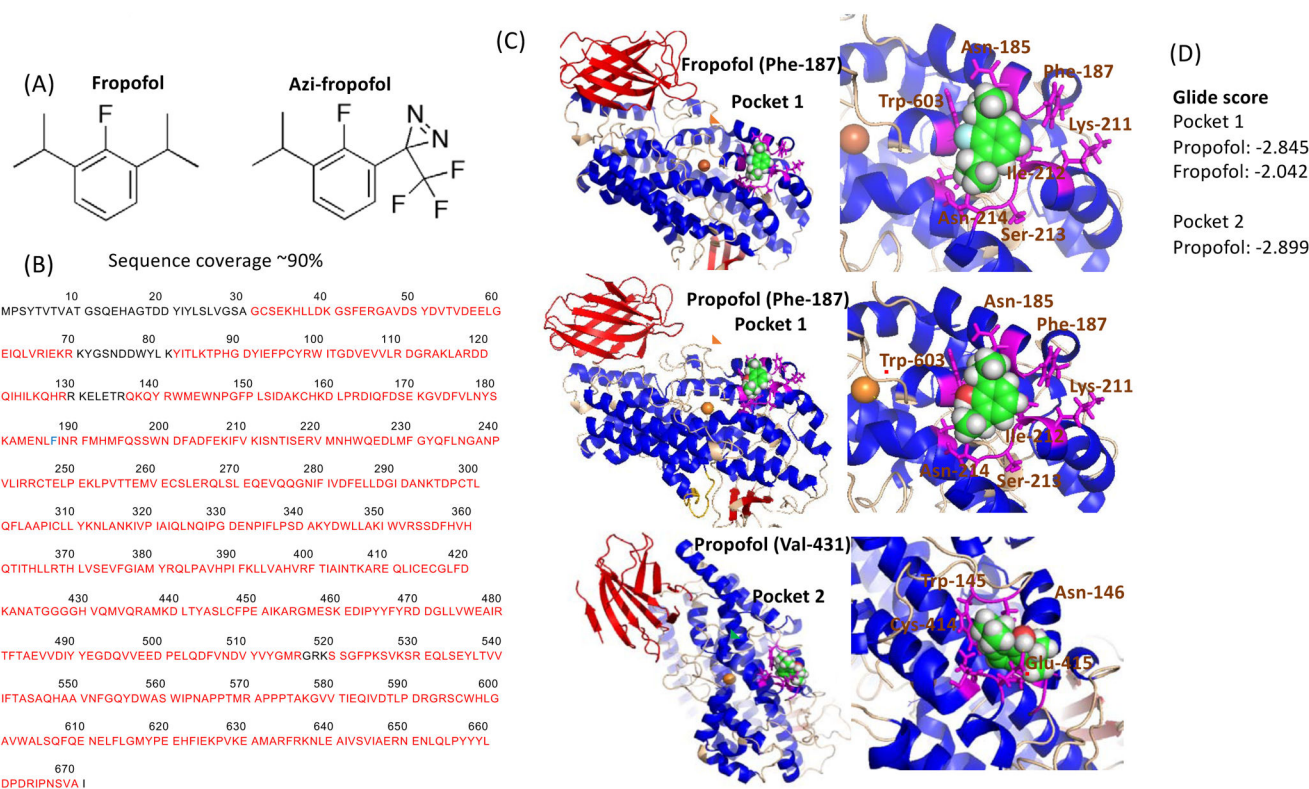 (A)
Fropofol
F
Azi-fropofol
F
N
N
F
F
F
(B)
Sequence coverage ~90%
10 20 30 40 50 60
MPSYTVTVAT GSQEHAGTDD YIYLSLVGSA GCSEKHLLDK GSFERGAVDS YDVTVDEELG
70 80 90 100 110 120
EIQLVRIEKR KYGSNDDWYL KYITLKTPHG DYIEFPCYRW ITGDVEVVLR DGRAKLARDD
130 140 150 160 170 180
QIHILKQHRR KELETRQKQY RWMEWNPGFP LSIDAKCHKD LPRDIQFDSE KGVDFVLNYS
190 200 210 220 230 240
KAMENLFINR FMHMFQSSWN DFADFEKIFV KISNTISERV MNHWQEDLMF GYQFLNGANP
250 260 270 280 290 300
VLIRRCTELP EKLPVTTEMV ECSLERQLSL EQEVQQGNIF IVDFELLDGI DANKTDPCTL
310 320 330 340 350 360
QFLAAPICLL YKNLANKIVP IAIQLNQIPG DENPIFLPSD AKYDWLLAKI WVRSSDFHVH
370 380 390 400 410 420
QTITHLLRTH LVSEVFGIAM YRQLPAVHPI FKLLVAHVRF TIAINTKARE QLICECGLFD
430 440 450 460 470 480
KANATGGGGH VQMVQRAMKD LTYASLCFPE AIKARGMESK EDIPYYFYRD DGLLVWEAIR
490 500 510 520 530 540
TFTAEVVDIY YEGDQVVEED PELQDFVNDV YVYGMRGRKS SGFPKSVKSR EQLSEYLTVV
550 560 570 580 590 600
IFTASAQHAA VNFGQYDWAS WIPNAPPTMR APPPTAKGVV TIEQIVDTLP DRGRSCWHLG
610 620 630 640 650 660
AVWALSQFQE NELFLGMYPE EHFIEKPVKE AMARFRKNLE AIVSVIAERN ENLQLPYYYL
670
DPDRIPNSVA I
(C)
Fropofol (Phe-187)
Pocket 1
Asn-185
Phe-187
Trp-603
Lys-211
Ile-212
Asn-214
Ser-213
Propofol (Phe-187)
Pocket 1
Asn-185
Phe-187
Trp-603
Lys-211
Ile-212
Asn-214
Ser-213
Propofol (Val-431)
Pocket 2
Trp-145
Asn-146
Cys-414
Glu-415
(D)
Glide score
Pocket 1
Propofol: -2.845
Fropofol: -2.042
Pocket 2
Propofol: -2.899